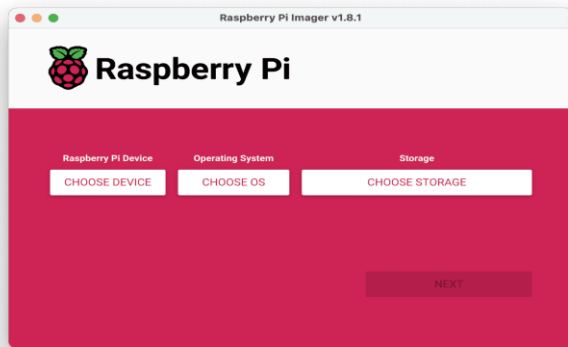 Raspberry Pi Imager v1.8.1
Raspberry Pi
Raspberry Pi Device Operating System Storage
CHOOSE DEVICE CHOOSE OS CHOOSE STORAGE
NEXT